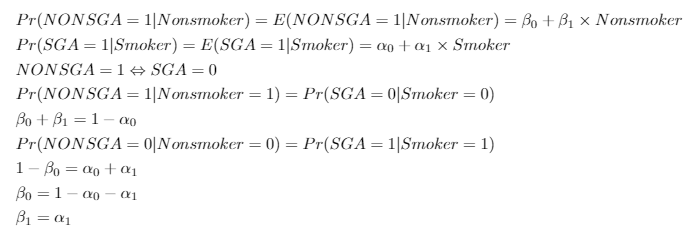 Pr(NONSGA = 1|Nonsmoker) = E(NONSGA = 1|Nonsmoker) = β₀ + β₁ × Nonsmoker
Pr(SGA = 1|Smoker) = E(SGA = 1|Smoker) = α₀ + α₁ × Smoker
NONSGA = 1 ⇔ SGA = 0
Pr(NONSGA = 1|Nonsmoker = 1) = Pr(SGA = 0|Smoker = 0)
β₀ + β₁ = 1 − α₀
Pr(NONSGA = 0|Nonsmoker = 0) = Pr(SGA = 1|Smoker = 1)
1 − β₀ = α₀ + α₁
β₀ = 1 − α₀ − α₁
β₁ = α₁